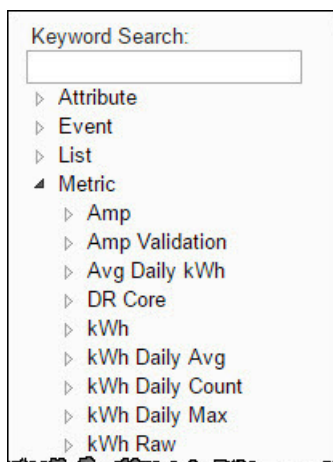 Keyword Search:
Attribute
Event
List
Metric
Amp
Amp Validation
Avg Daily kWh
DR Core
kWh
kWh Daily Avg
kWh Daily Count
kWh Daily Max
kWh Raw